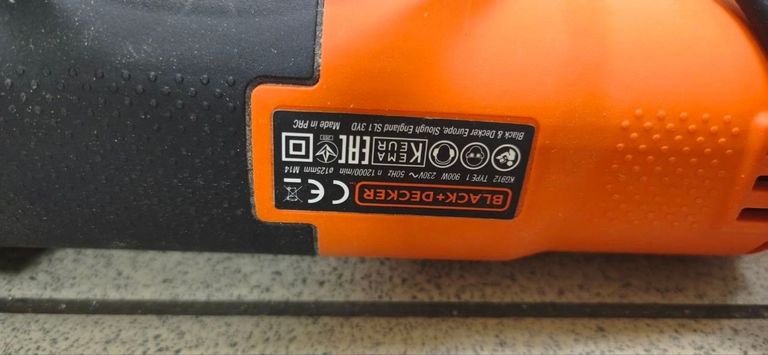 BLACK+DECKER CE
KG912 TYPE 1 900W 230V~ 50Hz n 12000/min ø125mm M14
KEMA KEUR EAC
Black & Decker Europe, Slough England SL1 3YD Made in PRC